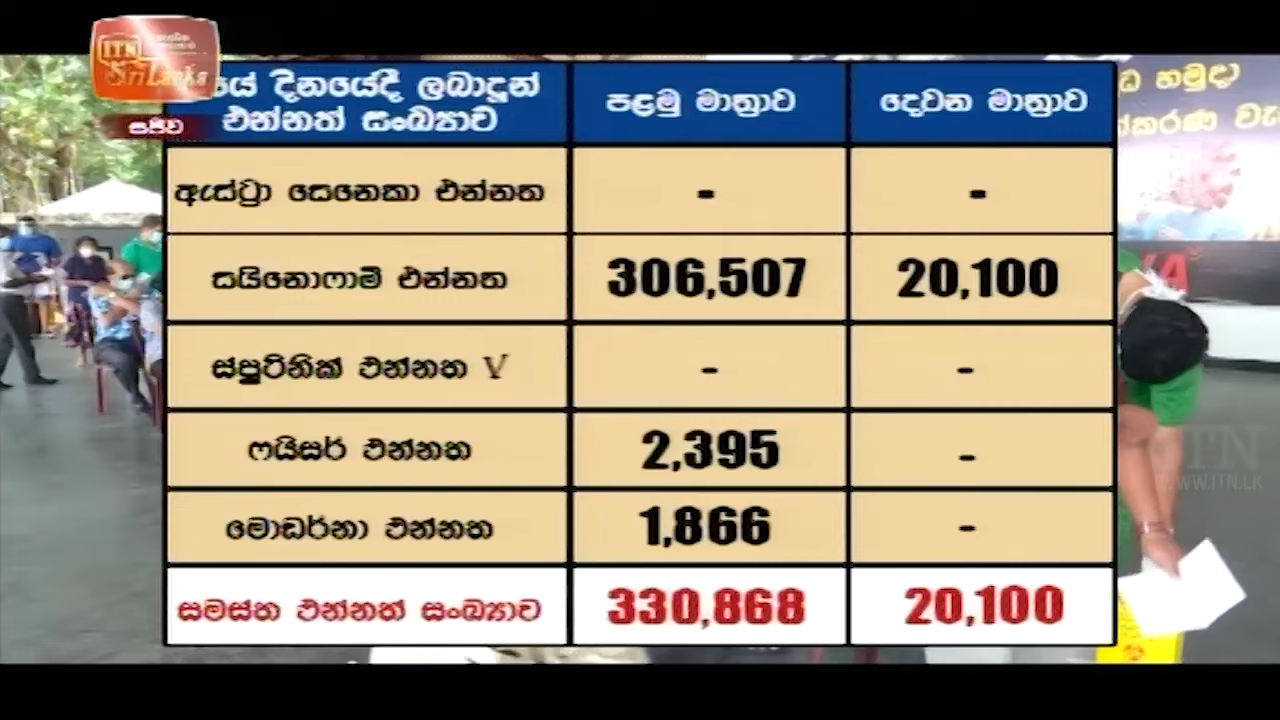 ITN
Sri Lanka
සජීව
දිනයේදී ලබාදුන්
එන්නත් සංඛ්‍යාව
පළමු මාත්‍රාව
දෙවන මාත්‍රාව
ඇස්ට්‍රා සෙනෙකා එන්නත
-
-
සයිනොෆාම් එන්නත
306,507
20,100
ස්පුට්නික් එන්නත V
-
-
ෆයිසර් එන්නත
2,395
-
මොඩර්නා එන්නත
1,866
-
සමස්ත එන්නත් සංඛ්‍යාව
330,868
20,100
හමුදා
ITN
WWW.ITN.LK